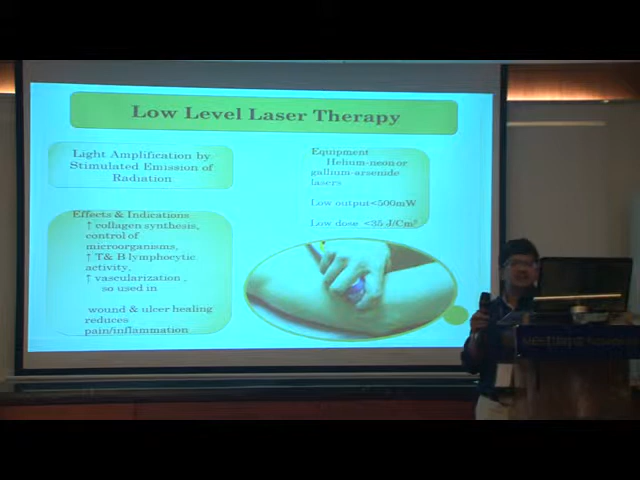 Low Level Laser Therapy
Light Amplification by
Stimulated Emission of
Radiation
Effects & Indications
↑ collagen synthesis,
control of
microorganisms,
↑ T& B lymphocytic
activity,
↑ vascularization ,
so used in
wound & ulcer healing
reduces
pain/inflammation
Equipment
Helium-neon or
gallium-arsenide
lasers
Low output<500mW
Low dose <35 J/Cm²